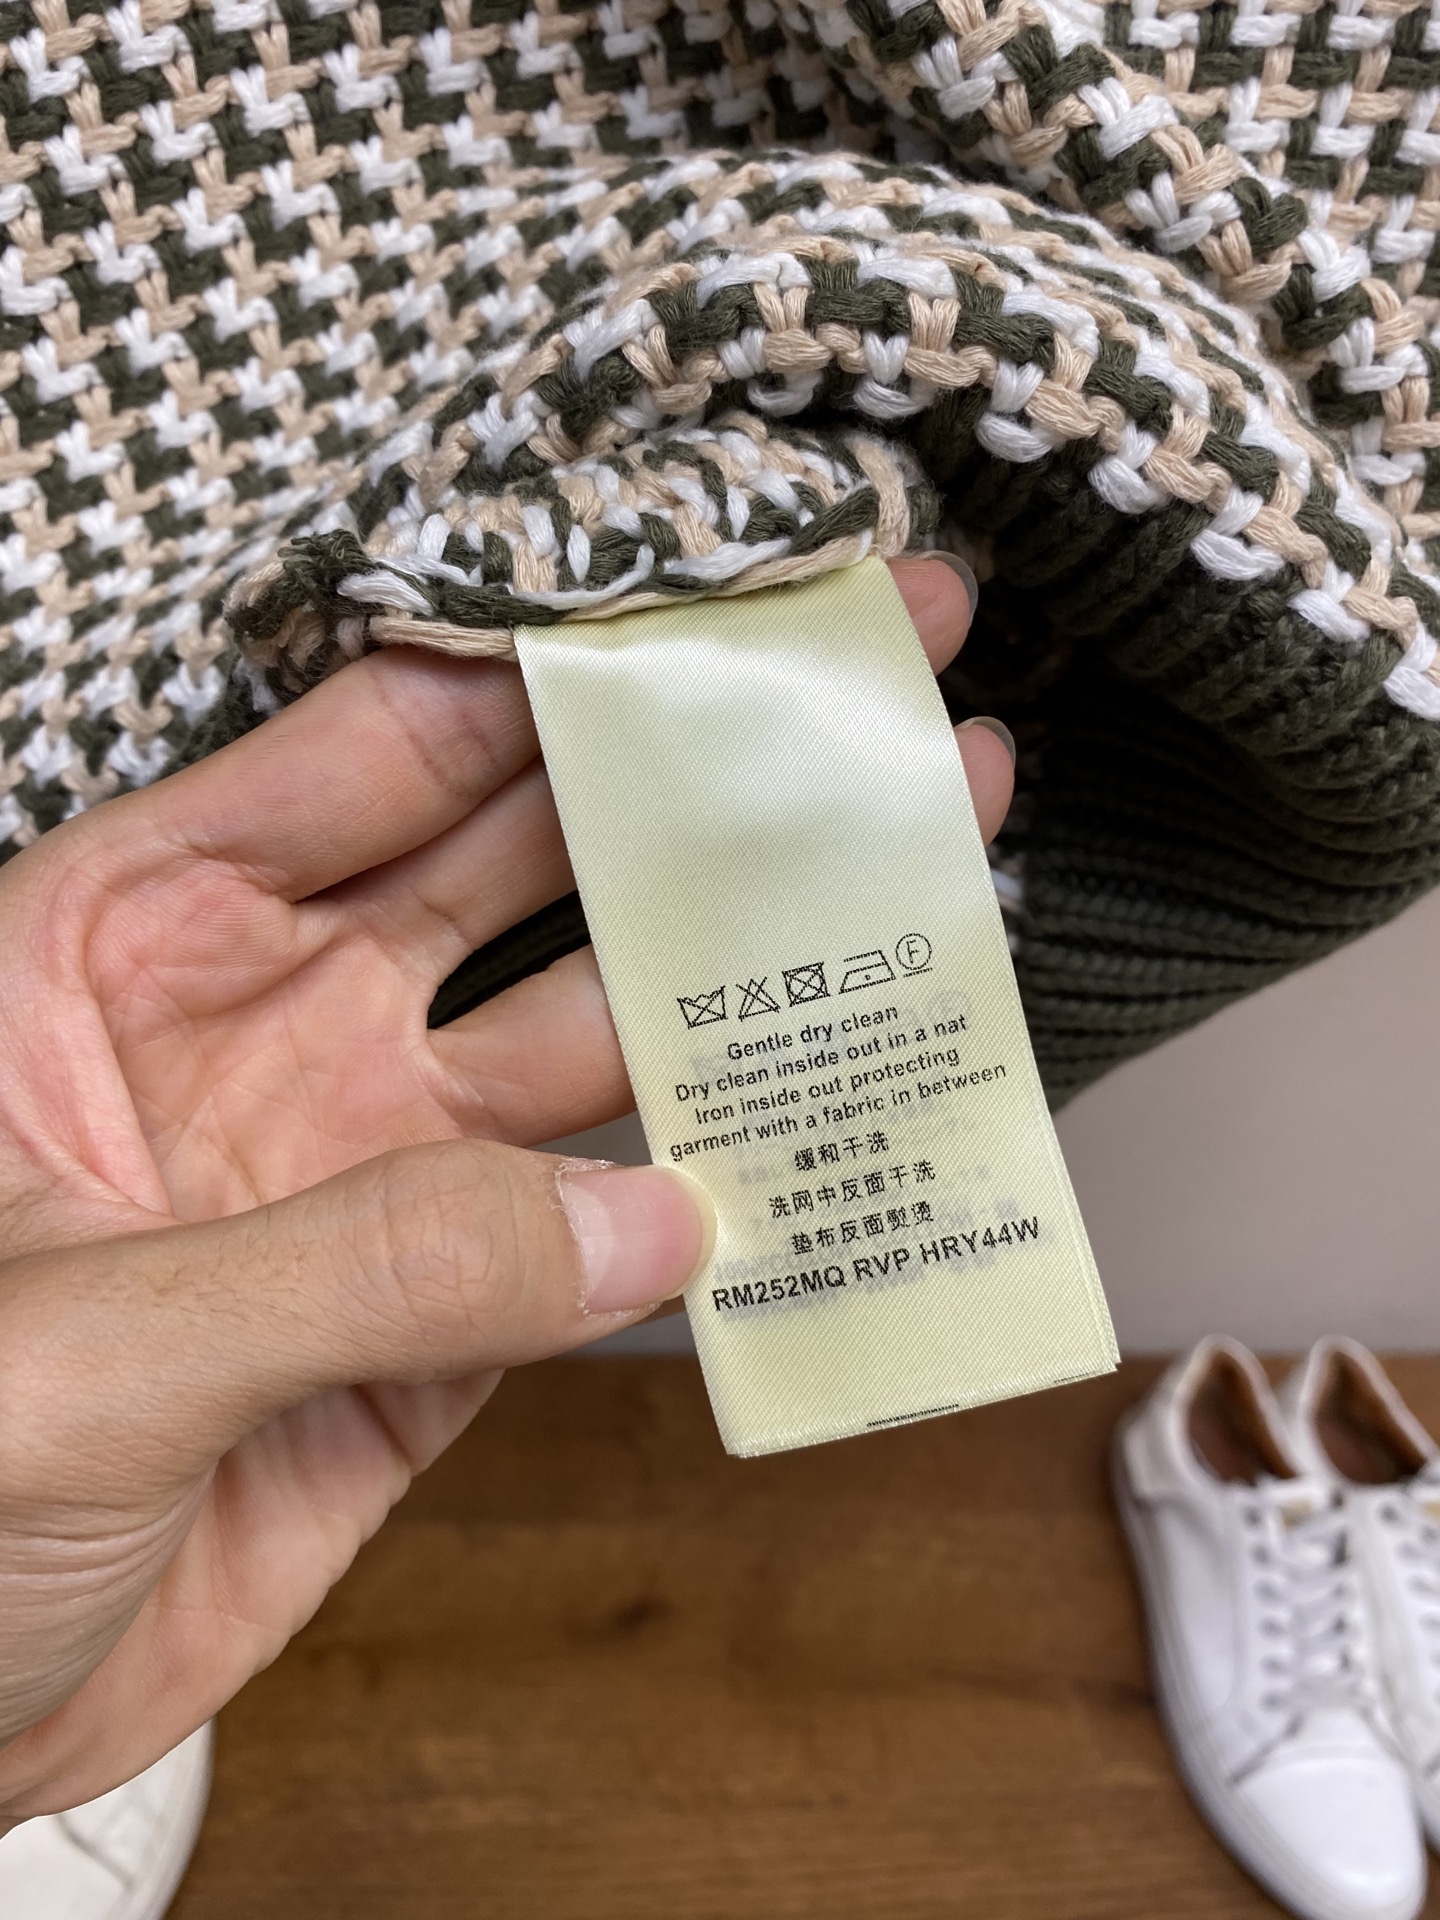 F
Gentle dry clean
Dry clean inside out in a nat
Iron inside out protecting
garment with a fabric in between
缓和干洗
洗网中反面干洗
垫布反面熨烫
RM252MQ RVP HRY44W